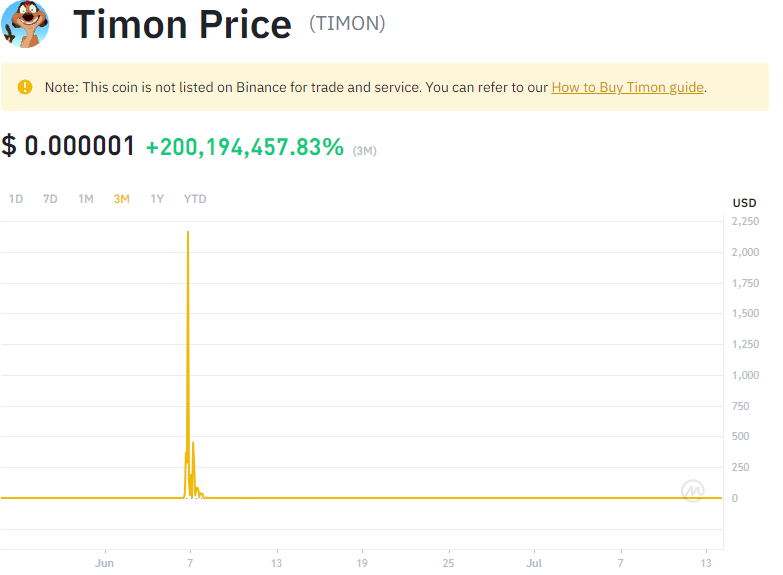 Timon Price (TIMON)
Note: This coin is not listed on Binance for trade and service. You can refer to our How to Buy Timon guide.
$ 0.000001 +200,194,457.83% (3M)
1D 7D 1M 3M 1Y YTD
USD
2,250
2,000
1,750
1,500
1,250
1,000
750
500
250
0
Jun 7 13 19 25 Jul 7 13